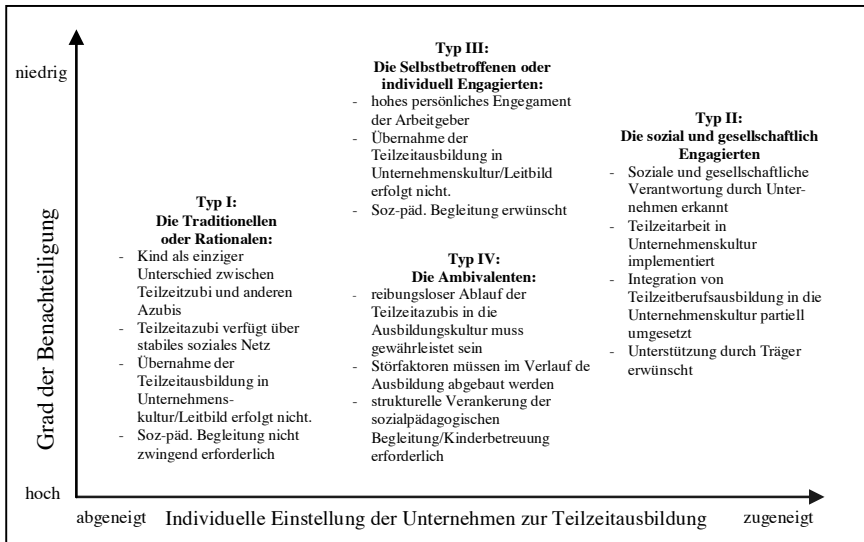 niedrig
Grad der Benachteiligung
hoch
Typ I:
Die Traditionellen
oder Rationalen:
- Kind als einziger
Unterschied zwischen
Teilzeitzubi und anderen
Azubis
- Teilzeitazubi verfügt über
stabiles soziales Netz
- Übernahme der
Teilzeitausbildung in
Unternehmens-
kultur/Leitbild erfolgt nicht.
- Soz-päd. Begleitung nicht
zwingend erforderlich
Typ III:
Die Selbstbetroffenen oder
individuell Engagierten:
- hohes persönliches Engegament
der Arbeitgeber
- Übernahme der
Teilzeitausbildung in
Unternehmenskultur/Leitbild
erfolgt nicht.
- Soz-päd. Begleitung erwünscht
Typ IV:
Die Ambivalenten:
- reibungsloser Ablauf der
Teilzeitazubis in die
Ausbildungskultur muss
gewährleistet sein
- Störfaktoren müssen im Verlauf de
Ausbildung abgebaut werden
- strukturelle Verankerung der
sozialpädagogischen
Begleitung/Kinderbetreuung
erforderlich
Typ II:
Die sozial und gesellschaftlich
Engagierten
- Soziale und gesellschaftliche
Verantwortung durch Unter-
nehmen erkannt
- Teilzeitarbeit in
Unternehmenskultur
implementiert
- Integration von
Teilzeitberufsausbildung in die
Unternehmenskultur partiell
umgesetzt
- Unterstützung durch Träger
erwünscht
abgeneigt
Individuelle Einstellung der Unternehmen zur Teilzeitausbildung
zugeneigt